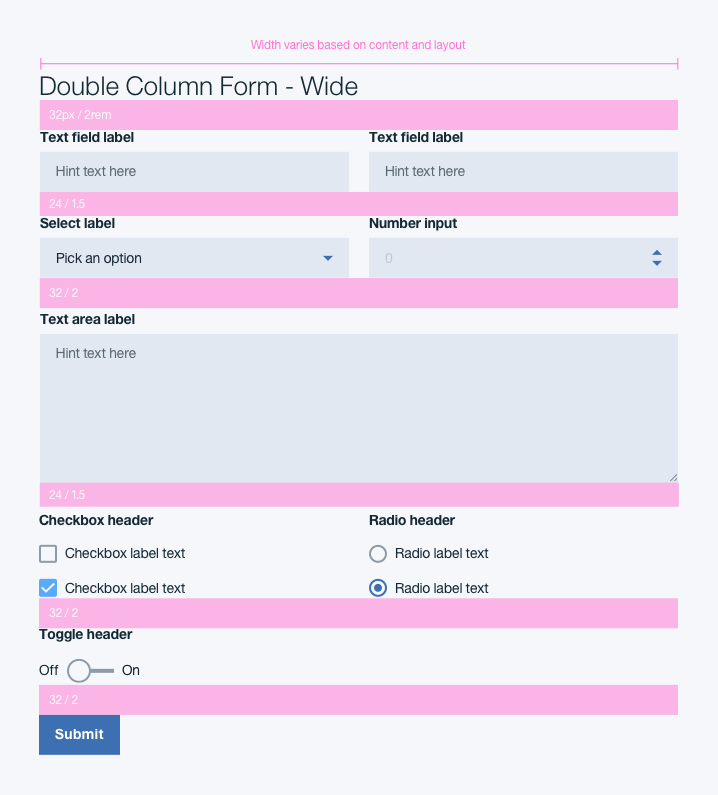 Width varies based on content and layout
Double Column Form - Wide
32px / 2rem
Text field label Text field label
Hint text here Hint text here
24 / 1.5
Select label Number input
Pick an option 0
32 / 2
Text area label
Hint text here
24 / 1.5
Checkbox header Radio header
Checkbox label text Radio label text
Checkbox label text Radio label text
32 / 2
Toggle header
Off On
32 / 2
Submit